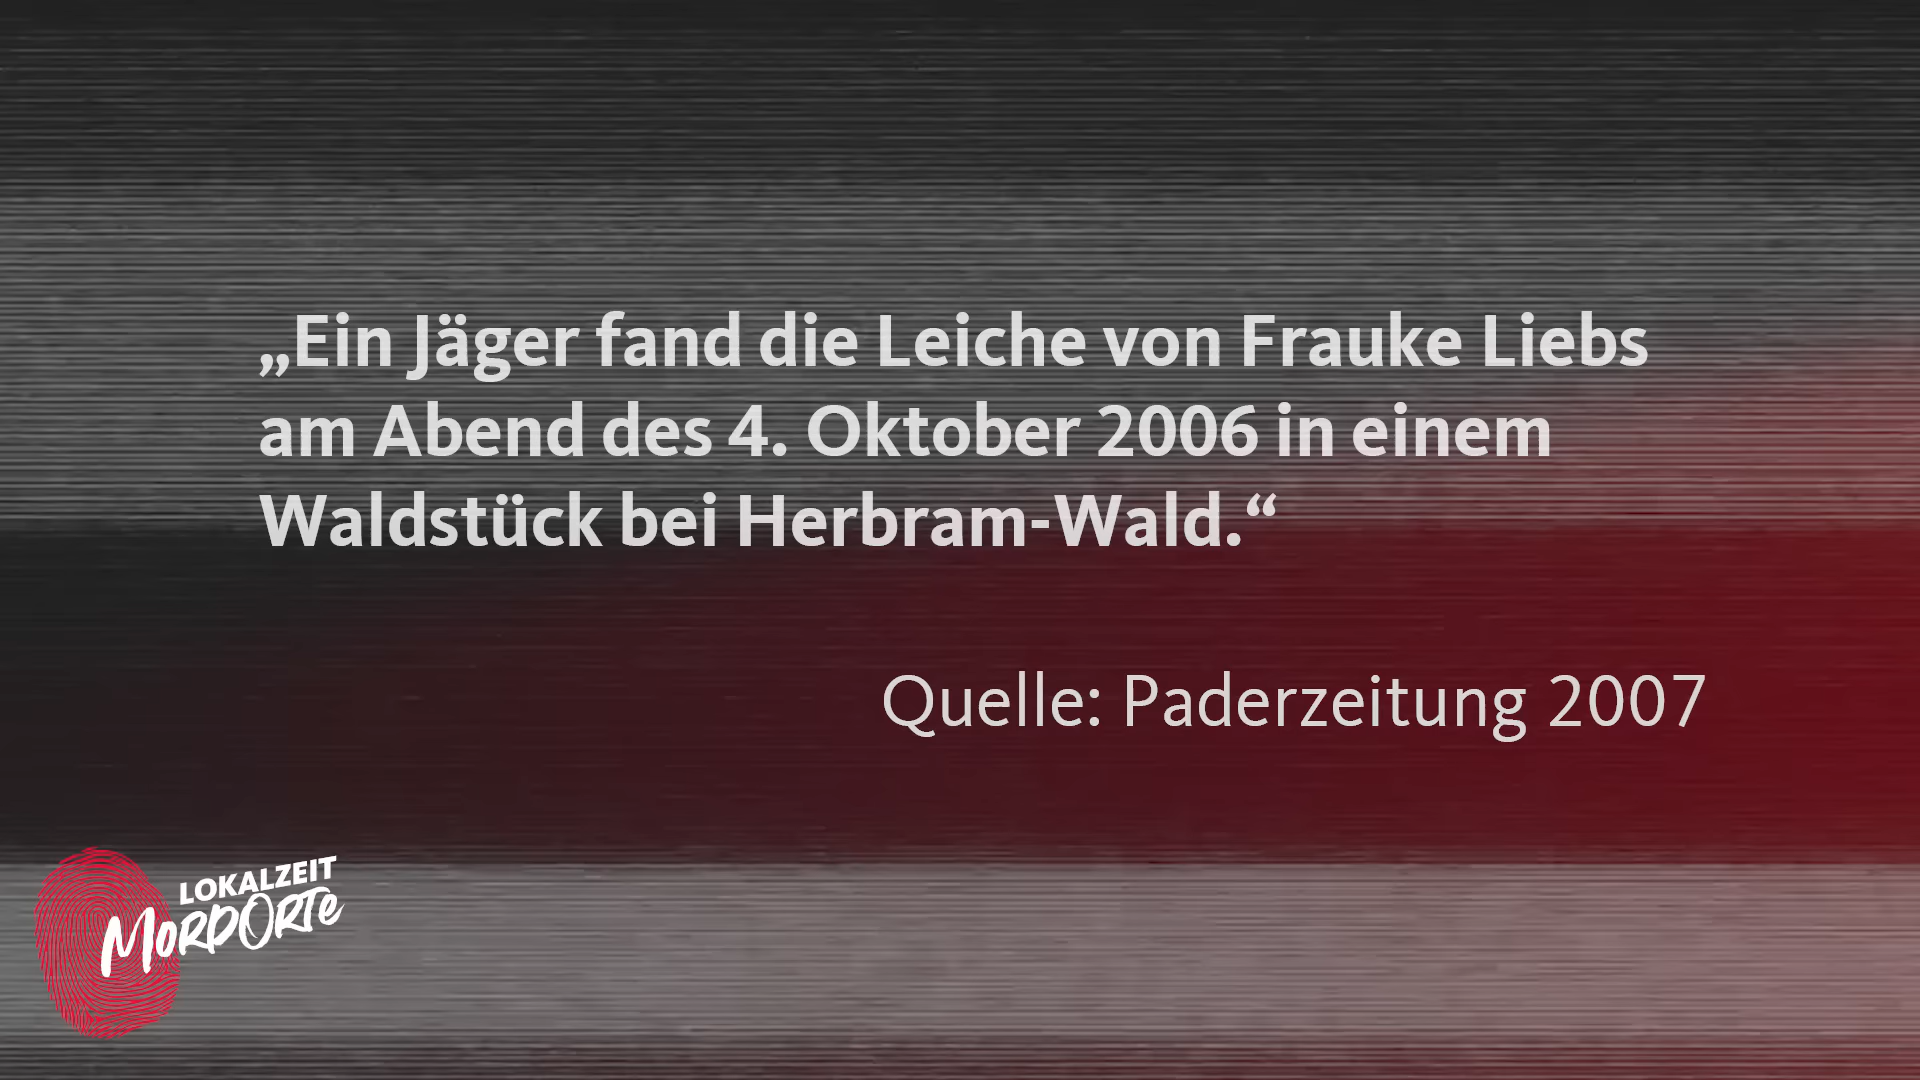 „Ein Jäger fand die Leiche von Frauke Liebs
am Abend des 4. Oktober 2006 in einem
Waldstück bei Herbram-Wald.“
Quelle: Paderzeitung 2007
LOKALZEIT
MORDORTe